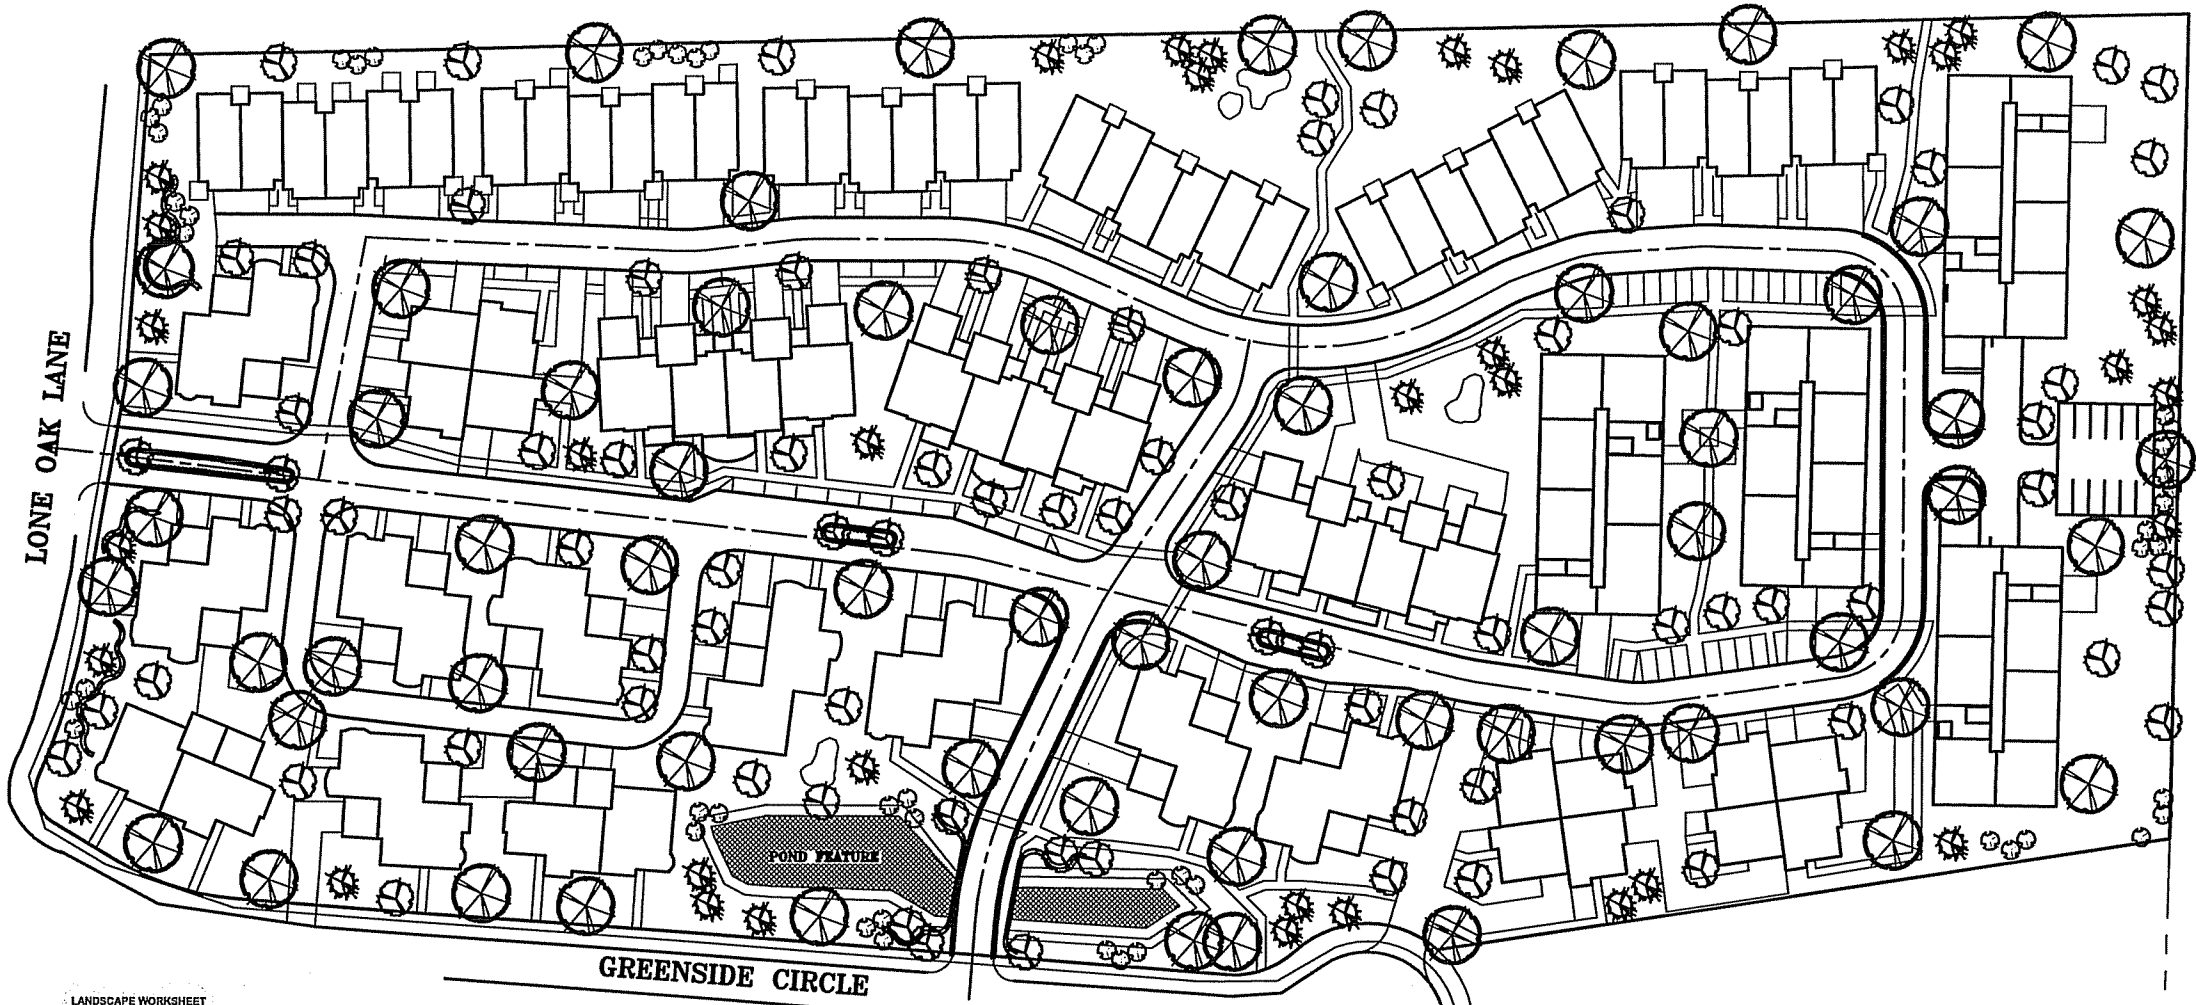 LONE OAK LANE
POND FEATURE
GREENSIDE CIRCLE
LANDSCAPE WORKSHEET